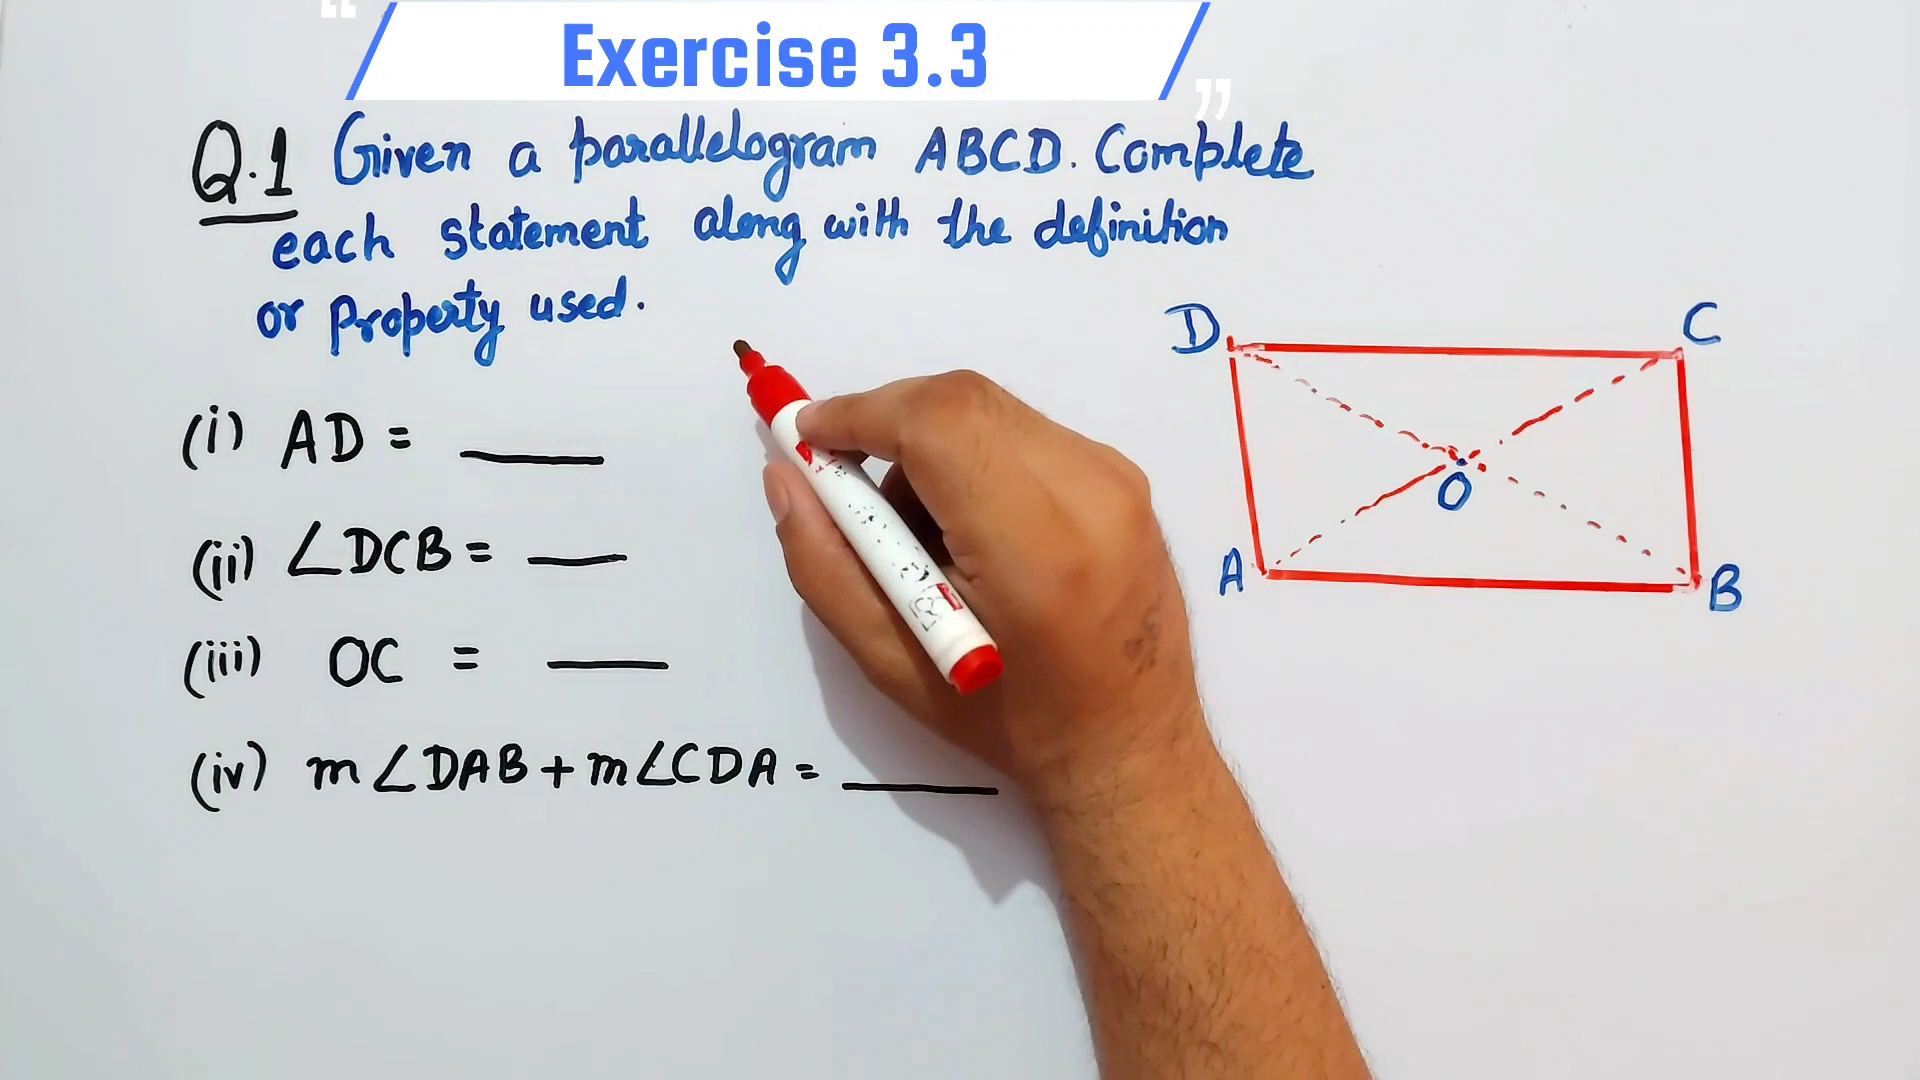 “
Exercise 3.3
”
Q.1 Given a parallelogram ABCD. Complete
each statement along with the definition
or Property used.
(i) AD = ____
(ii) ∠DCB = ____
(iii) OC = ____
(iv) m∠DAB + m∠CDA = ____
D
C
O
A
B